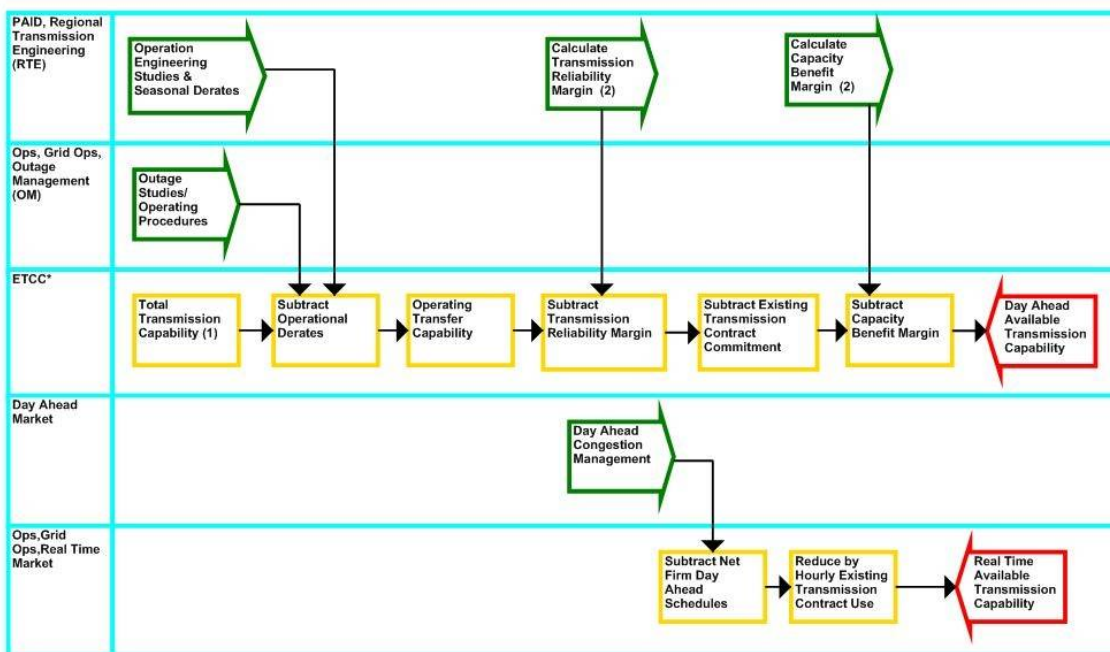 PAID, Regional
Transmission
Engineering
(RTE)
Operation
Engineering
Studies &
Seasonal Derates
Calculate
Transmission
Reliability
Margin (2)
Calculate
Capacity
Benefit
Margin (2)
Ops, Grid Ops,
Outage
Management
(OM)
Outage
Studies/
Operating
Procedures
ETCC*
Total
Transmission
Capability (1)
Subtract
Operational
Derates
Operating
Transfer
Capability
Subtract
Transmission
Reliability Margin
Subtract Existing
Transmission
Contract
Commitment
Subtract
Capacity
Benefit Margin
Day Ahead
Available
Transmission
Capability
Day Ahead
Market
Day Ahead
Congestion
Management
Ops,Grid
Ops,Real Time
Market
Subtract Net
Firm Day
Ahead
Schedules
Reduce by
Hourly Existing
Transmission
Contract Use
Real Time
Available
Transmission
Capability